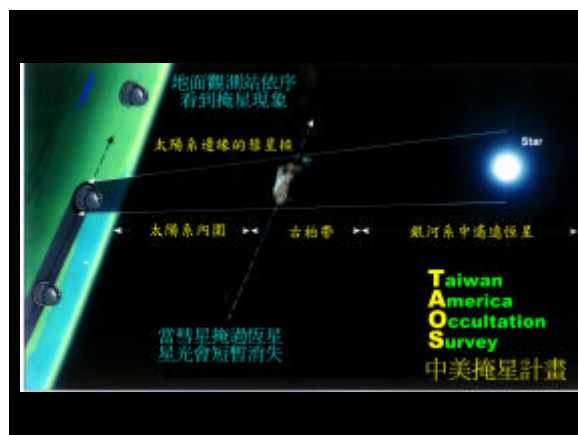 地面觀測站依序
看到掩星現象
太陽系邊緣的彗星核
Star
太陽系內圍
古柏帶
銀河系中遙遠恒星
當彗星掩過恆星
星光會短暫消失
Taiwan
America
Occultation
Survey
中美掩星計畫